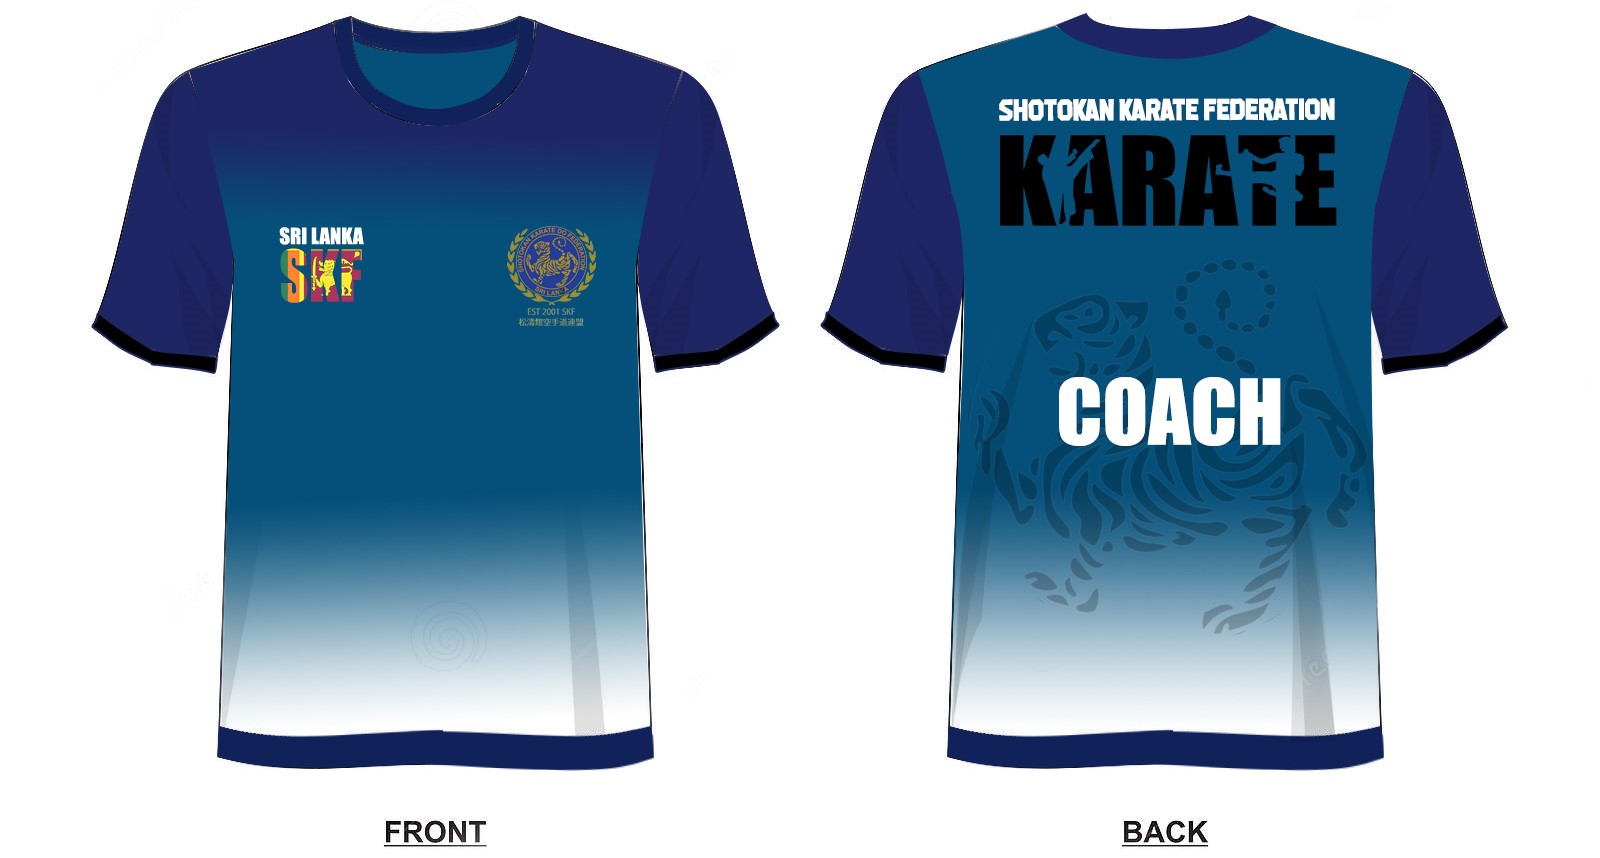 SRI LANKA
SKF
SHOTOKAN KARATE DO FEDERATION
SRI LANKA
EST 2001 SKF
松濤館空手道連盟
SHOTOKAN KARATE FEDERATION
KARATE
COACH
FRONT
BACK